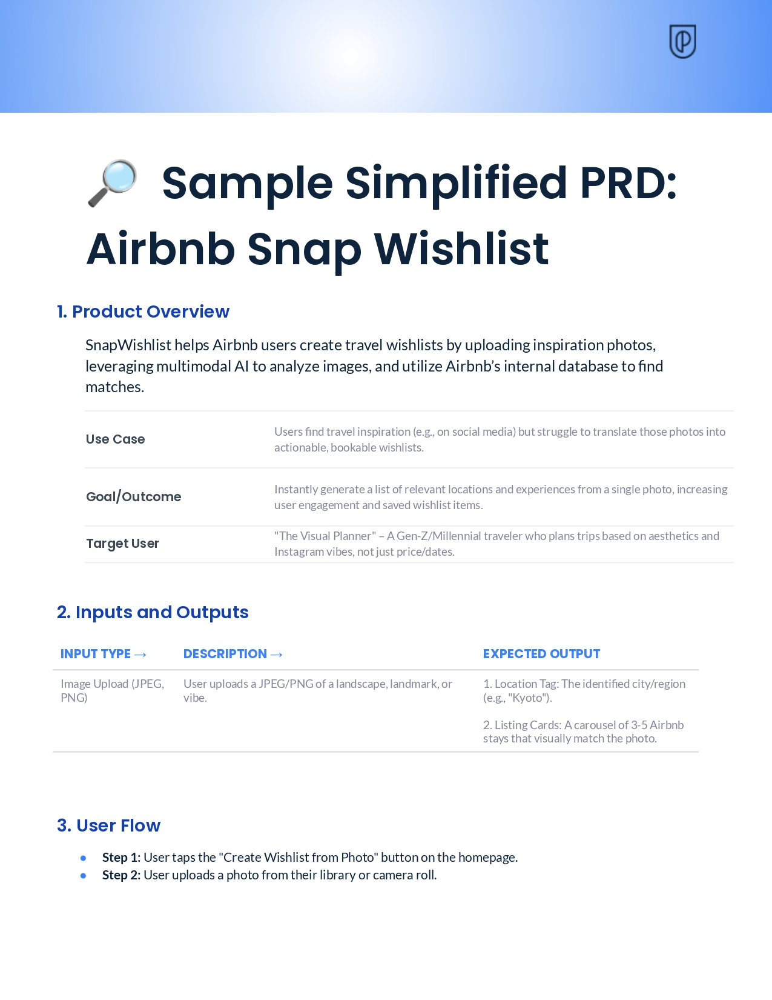 Sample Simplified PRD:
Airbnb Snap Wishlist
1. Product Overview
SnapWishlist helps Airbnb users create travel wishlists by uploading inspiration photos,
leveraging multimodal AI to analyze images, and utilize Airbnb’s internal database to find
matches.
Use Case
Users find travel inspiration (e.g., on social media) but struggle to translate those photos into
actionable, bookable wishlists.
Goal/Outcome
Instantly generate a list of relevant locations and experiences from a single photo, increasing
user engagement and saved wishlist items.
Target User
"The Visual Planner" – A Gen-Z/Millennial traveler who plans trips based on aesthetics and
Instagram vibes, not just price/dates.
2. Inputs and Outputs
INPUT TYPE → DESCRIPTION → EXPECTED OUTPUT
Image Upload (JPEG,
PNG)
User uploads a JPEG/PNG of a landscape, landmark, or
vibe.
1. Location Tag: The identified city/region
(e.g., "Kyoto").
2. Listing Cards: A carousel of 3-5 Airbnb
stays that visually match the photo.
3. User Flow
● Step 1: User taps the "Create Wishlist from Photo" button on the homepage.
● Step 2: User uploads a photo from their library or camera roll.